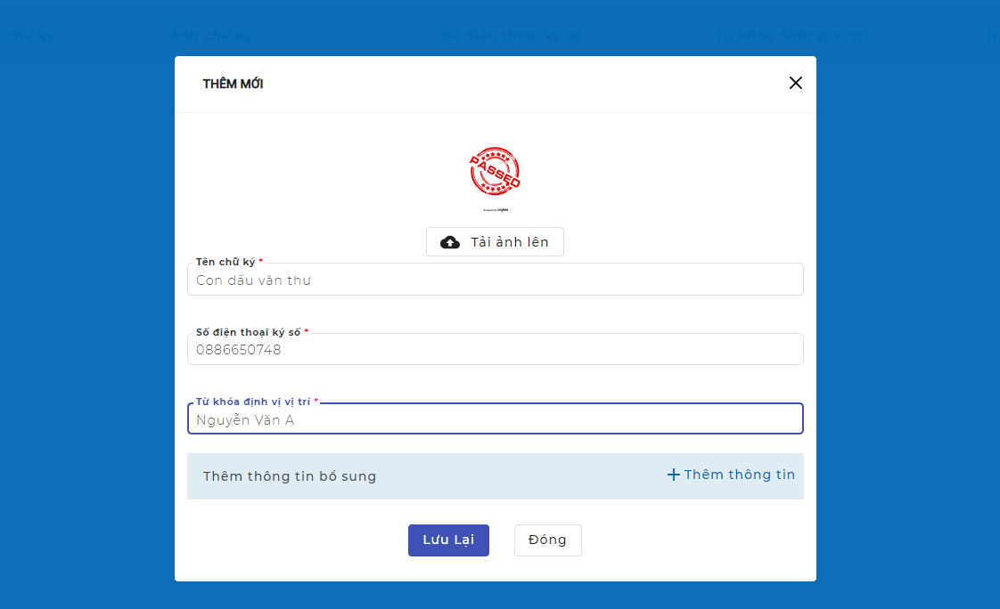 chữ ký Ảnh chữ ký Số điện thoại ký số Từ khóa định vị vị trí
THÊM MỚI
PASSED
Tải ảnh lên
Tên chữ ký *
Con dấu văn thư
Số điện thoại ký số *
0886650748
Từ khóa định vị vị trí *
Nguyễn Văn A
Thêm thông tin bổ sung
Thêm thông tin
Lưu Lại
Đóng